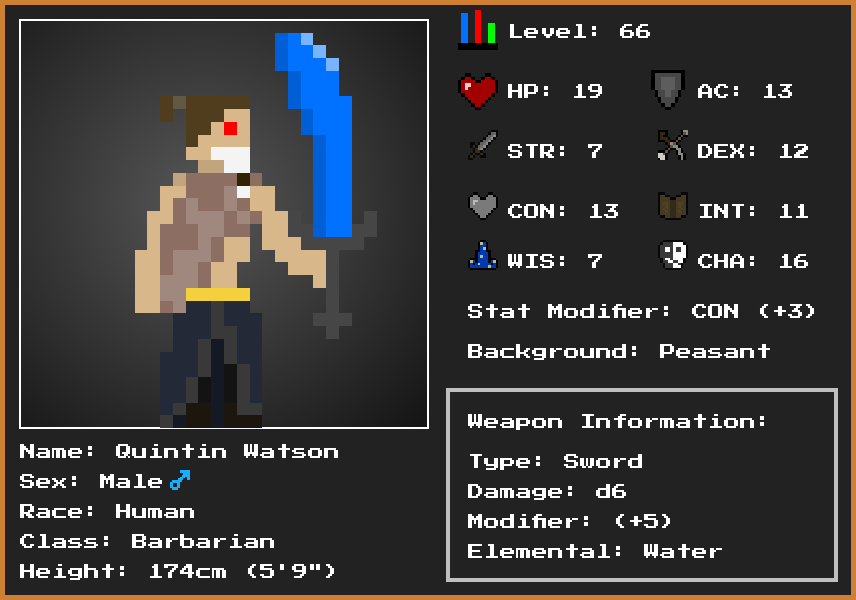 Level: 66
HP: 19
AC: 13
STR: 7
DEX: 12
CON: 13
INT: 11
WIS: 7
CHA: 16
Stat Modifier: CON (+3)
Background: Peasant
Weapon Information:
Type: Sword
Damage: d6
Modifier: (+5)
Elemental: Water
Name: Quintin Watson
Sex: Male ♂
Race: Human
Class: Barbarian
Height: 174cm (5'9")